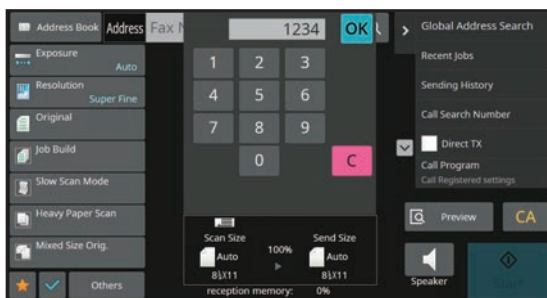 Address Book
Address
Fax N
1234
OK
Global Address Search
Exposure
Auto
Resolution
Super Fine
Original
Job Build
Slow Scan Mode
Heavy Paper Scan
Mixed Size Orig.
Others
1 2 3
4 5 6
7 8 9
0 C
Scan Size
Auto
8½X11
100%
Send Size
Auto
8½X11
reception memory: 0%
Recent Jobs
Sending History
Call Search Number
Direct TX
Call Program
Call Registered settings
Preview
CA
Speaker
Start